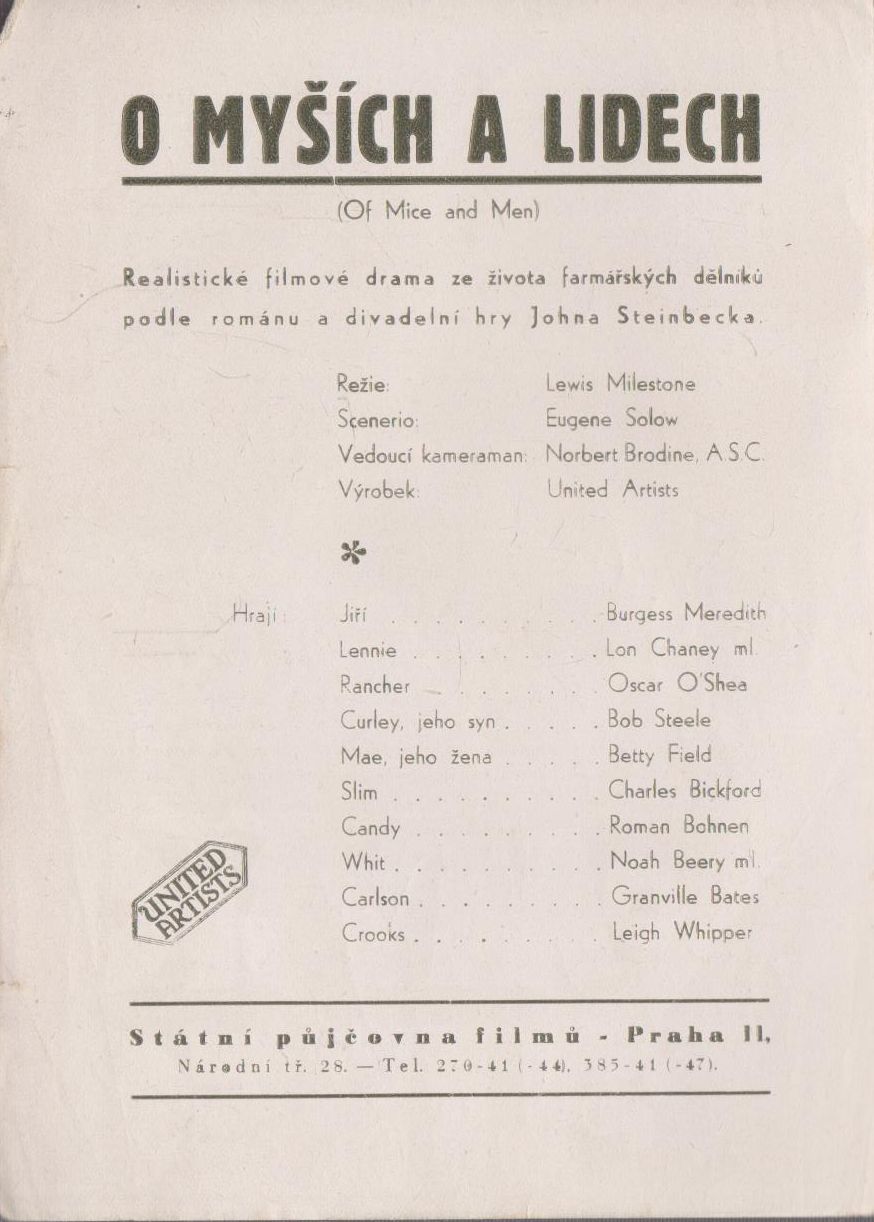 O MYŠÍCH A LIDECH
(Of Mice and Men)
Realistické filmové drama ze života farmářských dělníků
podle románu a divadelní hry Johna Steinbecka.
Režie: Lewis Milestone
Scenerio: Eugene Solow
Vedoucí kameraman: Norbert Brodine, A.S.C.
Výrobek: United Artists
*
Hrají: Jiří . . . . . . . . . . Burgess Meredith
Lennie . . . . . . . . . Lon Chaney ml.
Rancher . . . . . . . . Oscar O'Shea
Curley, jeho syn . . . . . Bob Steele
Mae, jeho žena . . . . . Betty Field
Slim . . . . . . . . . . Charles Bickford
Candy . . . . . . . . . Roman Bohnen
Whit . . . . . . . . . . Noah Beery ml.
Carlson . . . . . . . . . Granville Bates
Crooks . . . . . . . . . Leigh Whipper
UNITED
ARTISTS
Státní půjčovna filmů - Praha II,
Národní tř. 28. — Tel. 270-41 (-44), 385-41 (-47).